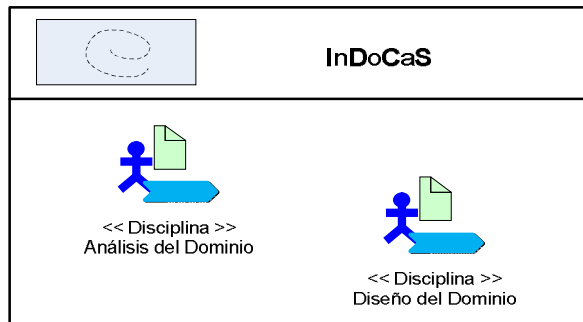 InDoCaS
<< Disciplina >>
Análisis del Dominio
<< Disciplina >>
Diseño del Dominio